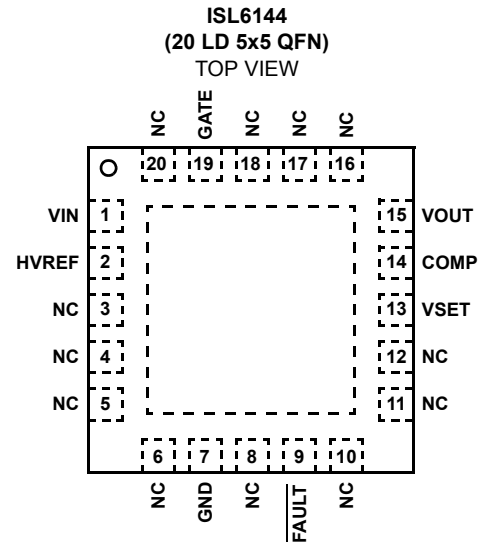 ISL6144
(20 LD 5x5 QFN)
TOP VIEW
NC GATE NC NC NC
20 19 18 17 16
VIN 1 15 VOUT
HVREF 2 14 COMP
NC 3 13 VSET
NC 4 12 NC
NC 5 11 NC
6 7 8 9 10
NC GND NC FAULT NC